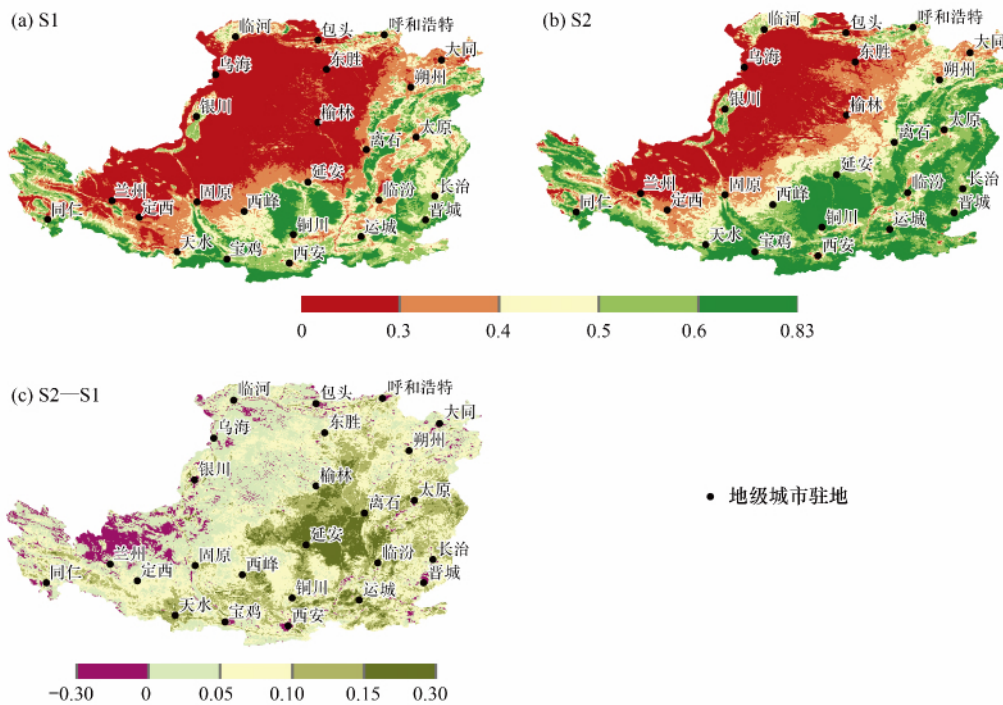 (a) S1
临河
包头
呼和浩特
大同
乌海
东胜
朔州
银川
榆林
太原
离石
延安
兰州
固原
西峰
临汾
长治
同仁
定西
晋城
铜川
运城
天水
宝鸡
西安
(b) S2
临河
包头
呼和浩特
大同
乌海
东胜
朔州
银川
榆林
太原
离石
延安
兰州
固原
西峰
临汾
长治
同仁
定西
晋城
铜川
运城
天水
宝鸡
西安
0 0.3 0.4 0.5 0.6 0.83
(c) S2—S1
临河
包头
呼和浩特
大同
乌海
东胜
朔州
银川
榆林
太原
离石
延安
兰州
固原
西峰
临汾
长治
同仁
定西
晋城
铜川
运城
天水
宝鸡
西安
地级城市驻地
−0.30 0 0.05 0.10 0.15 0.30